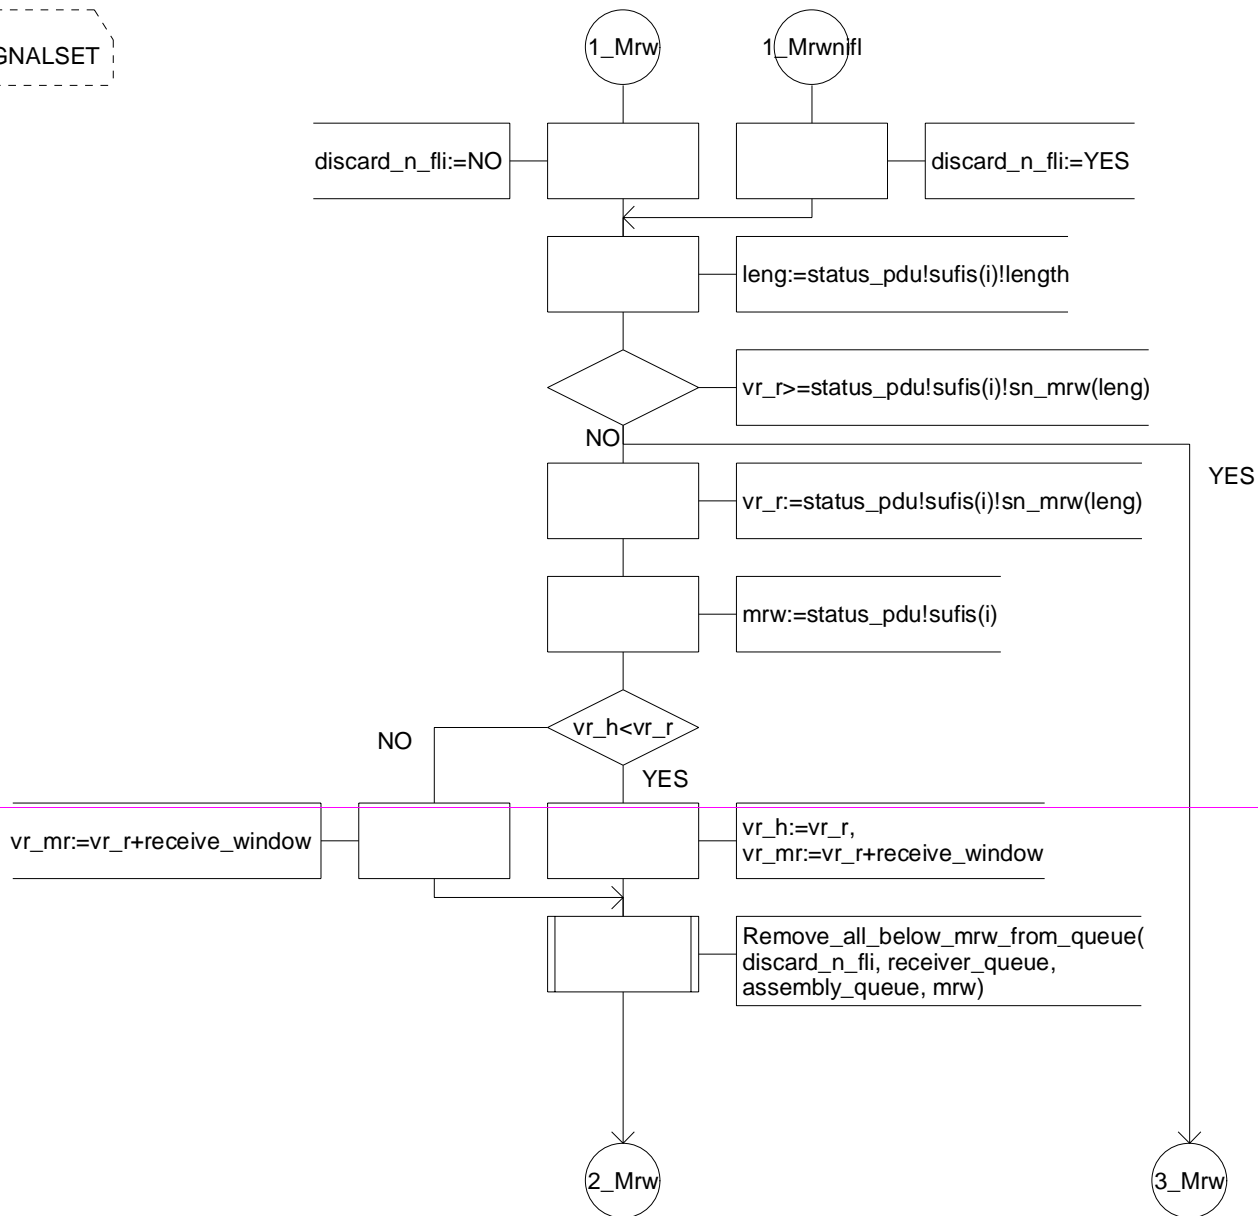 GNALSET
1_Mrw
1_Mrwnifl
discard_n_fli:=NO
discard_n_fli:=YES
leng:=status_pdu!sufis(i)!length
vr_r>=status_pdu!sufis(i)!sn_mrw(leng)
NO
YES
vr_r:=status_pdu!sufis(i)!sn_mrw(leng)
mrw:=status_pdu!sufis(i)
vr_h<vr_r
NO
YES
vr_mr:=vr_r+receive_window
vr_h:=vr_r,
vr_mr:=vr_r+receive_window
Remove_all_below_mrw_from_queue(
discard_n_fli, receiver_queue,
assembly_queue, mrw)
2_Mrw
3_Mrw